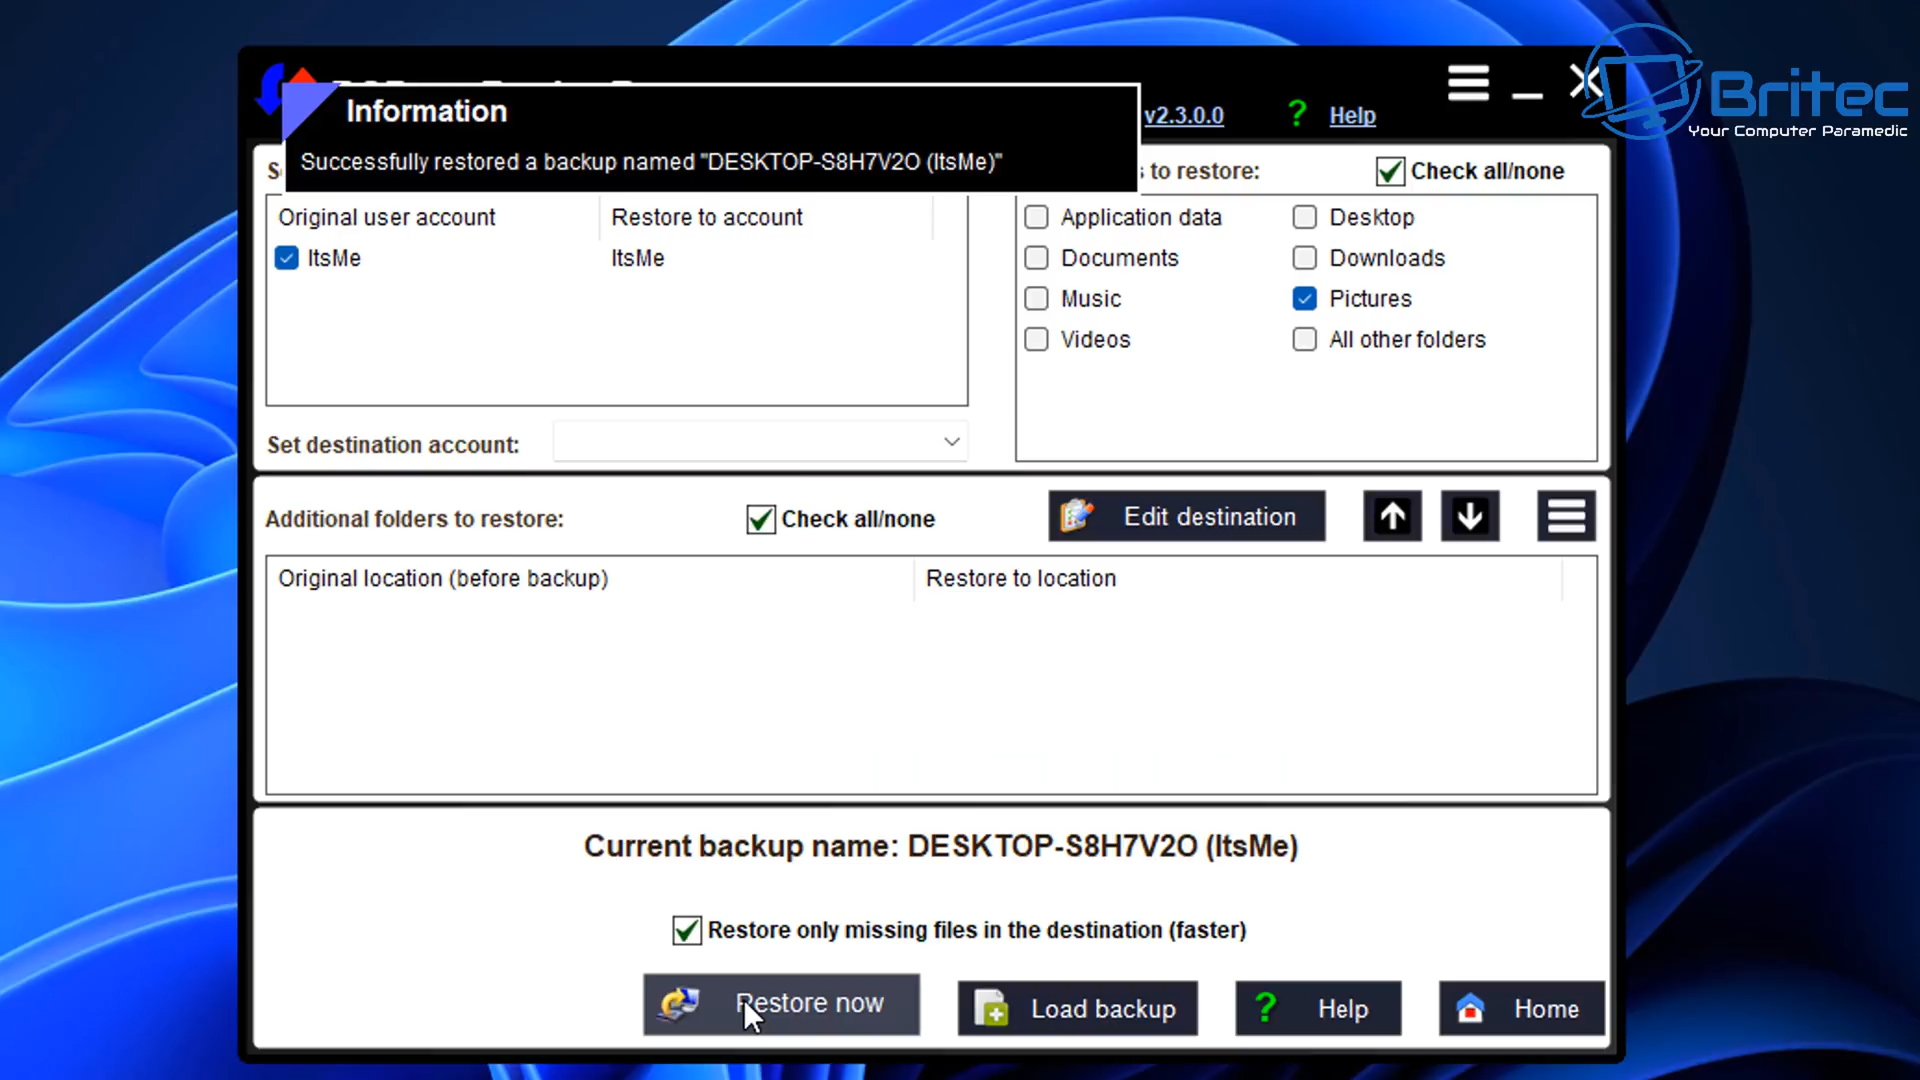 Britec
Your Computer Paramedic
Information
Successfully restored a backup named "DESKTOP-S8H7V2O (ItsMe)"
v2.3.0.0
? Help
to restore:
Check all/none
Original user account
Restore to account
ItsMe
ItsMe
Application data
Desktop
Documents
Downloads
Music
Pictures
Videos
All other folders
Set destination account:
Additional folders to restore:
Check all/none
Edit destination
Original location (before backup)
Restore to location
Current backup name: DESKTOP-S8H7V2O (ItsMe)
Restore only missing files in the destination (faster)
Restore now
Load backup
? Help
Home